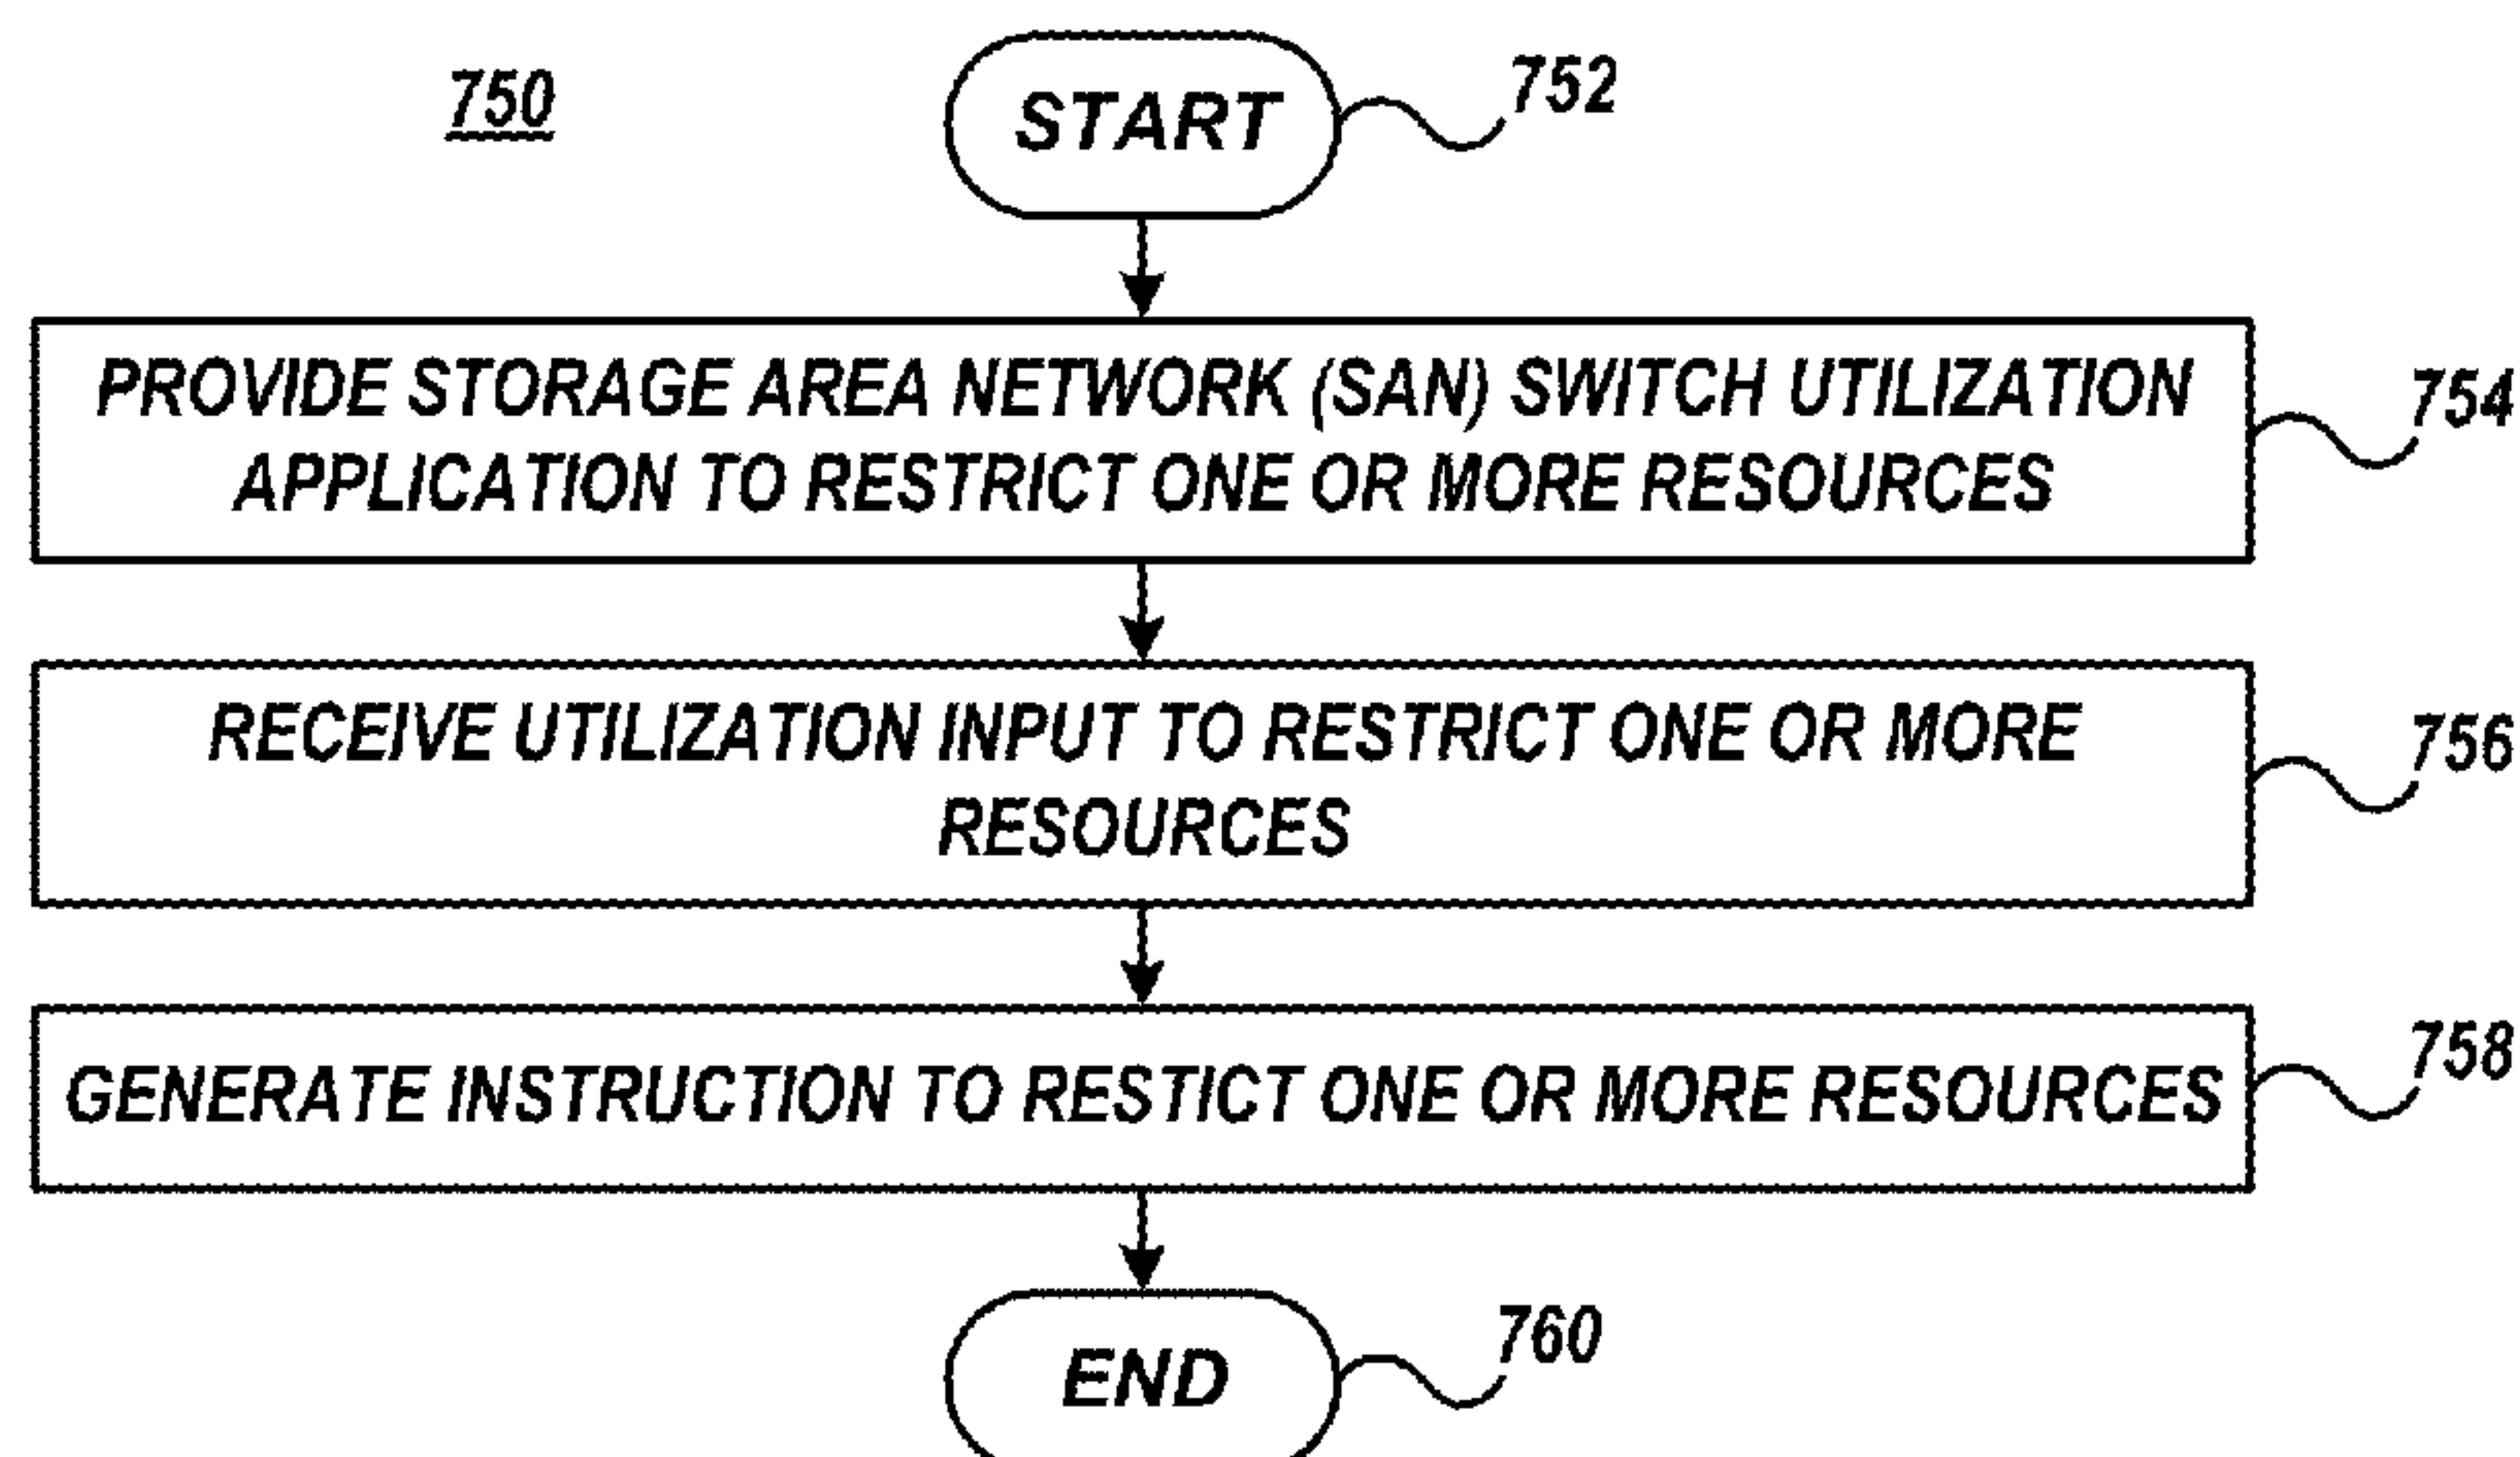 750
START
752
PROVIDE STORAGE AREA NETWORK (SAN) SWITCH UTILIZATION
APPLICATION TO RESTRICT ONE OR MORE RESOURCES
754
RECEIVE UTILIZATION INPUT TO RESTRICT ONE OR MORE
RESOURCES
756
GENERATE INSTRUCTION TO RESTICT ONE OR MORE RESOURCES
758
END
760